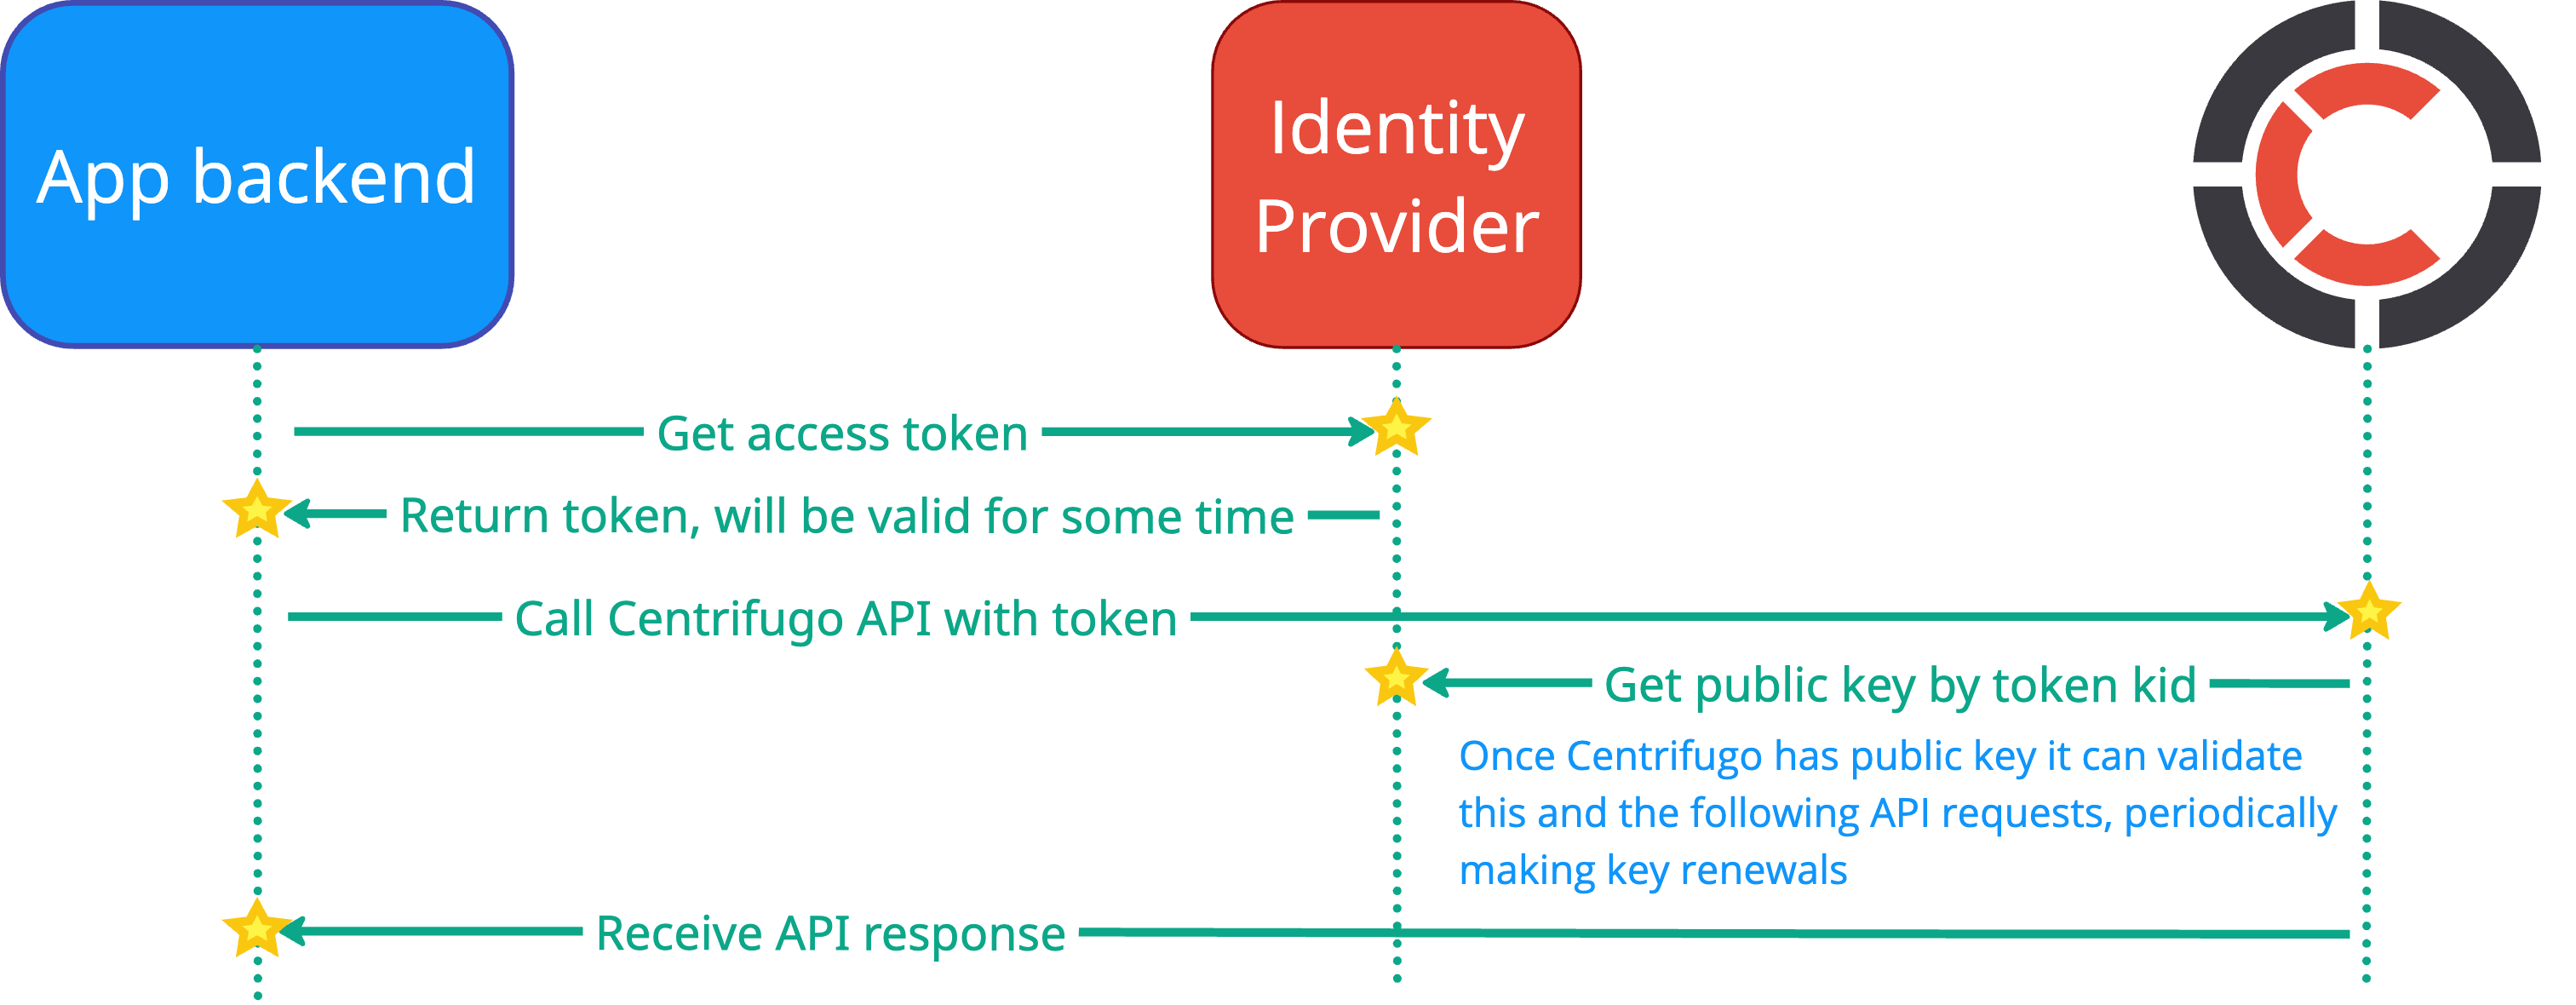 App backend
Identity
Provider
Get access token
Return token, will be valid for some time
Call Centrifugo API with token
Get public key by token kid
Once Centrifugo has public key it can validate
this and the following API requests, periodically
making key renewals
Receive API response